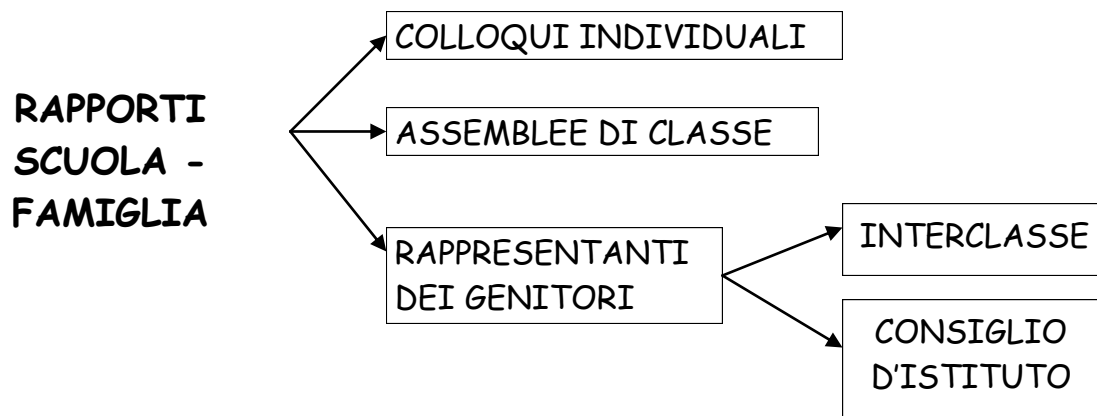 RAPPORTI
SCUOLA -
FAMIGLIA
COLLOQUI INDIVIDUALI
ASSEMBLEE DI CLASSE
RAPPRESENTANTI
DEI GENITORI
INTERCLASSE
CONSIGLIO
D'ISTITUTO